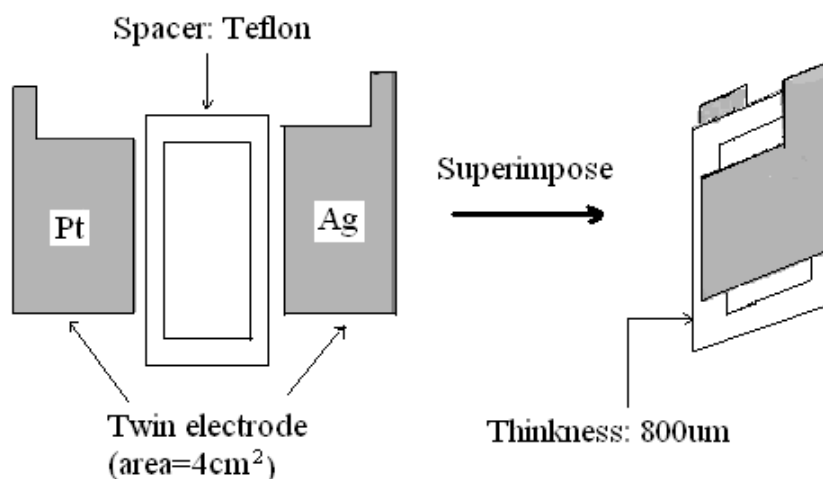 Spacer: Teflon
Pt
Ag
Superimpose
Twin electrode
(area=4cm²)
Thinkness: 800um